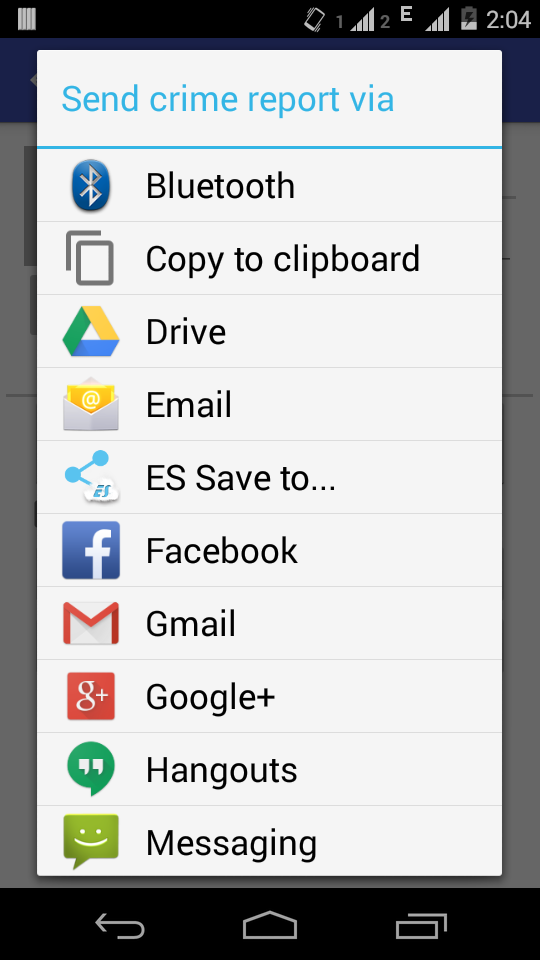 1 2 E 2:04
Send crime report via
Bluetooth
Copy to clipboard
Drive
@
Email
ES
ES Save to...
f
Facebook
Gmail
g+
Google+
Hangouts
Messaging